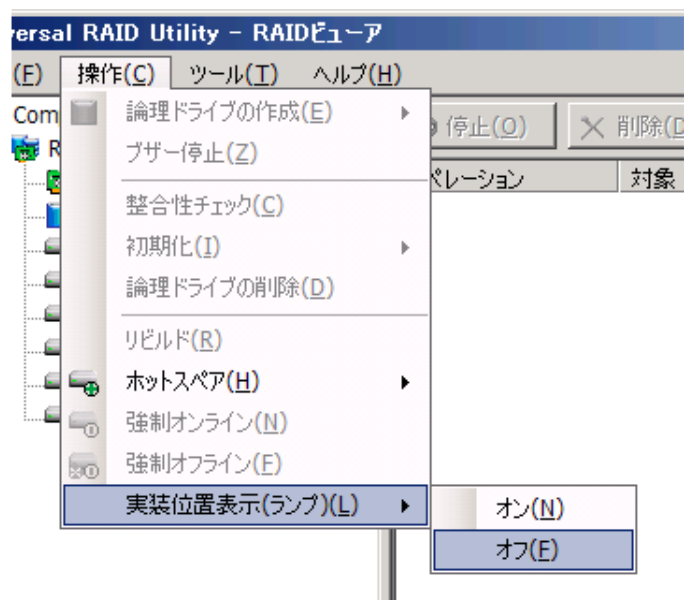 versal RAID Utility - RAIDビューア
(E) 操作(C) ツール(T) ヘルプ(H)
Com
停止(O) 削除(D
R
ペレーション 対象
論理ドライブの作成(E)
ブザー停止(Z)
整合性チェック(C)
初期化(I)
論理ドライブの削除(D)
リビルド(R)
ホットスペア(H)
強制オンライン(N)
強制オフライン(F)
実装位置表示(ランプ)(L)
オン(N)
オフ(F)